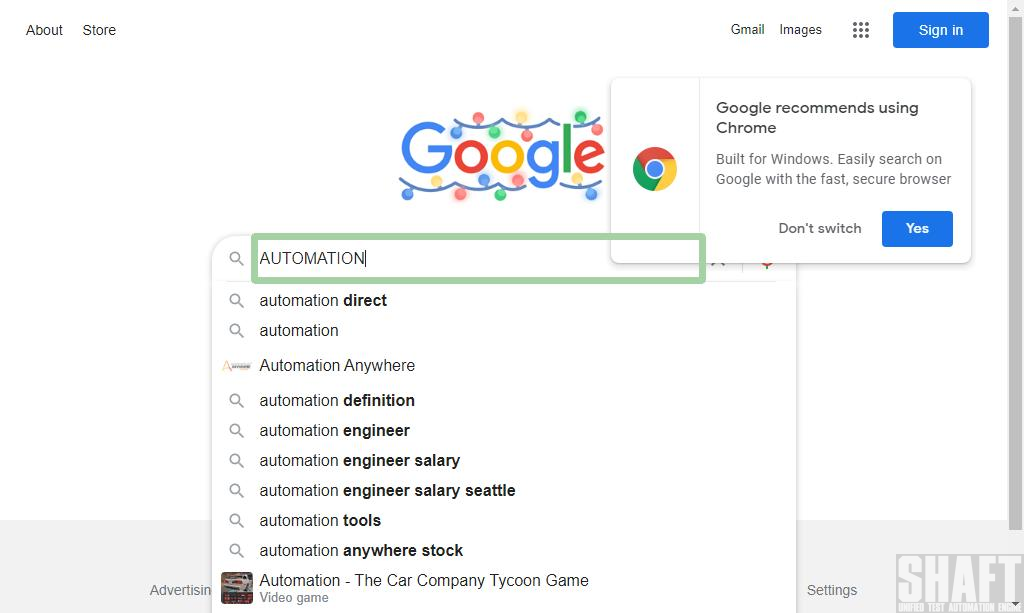 About Store
Gmail Images
Sign in
Google
Google recommends using
Chrome
Built for Windows. Easily search on
Google with the fast, secure browser
Don't switch
Yes
AUTOMATION
automation direct
automation
Automation Anywhere
automation definition
automation engineer
automation engineer salary
automation engineer salary seattle
automation tools
automation anywhere stock
Automation - The Car Company Tycoon Game
Video game
Advertisin
Settings
SHAFT
UNIFIED TEST AUTOMATION ENGIN